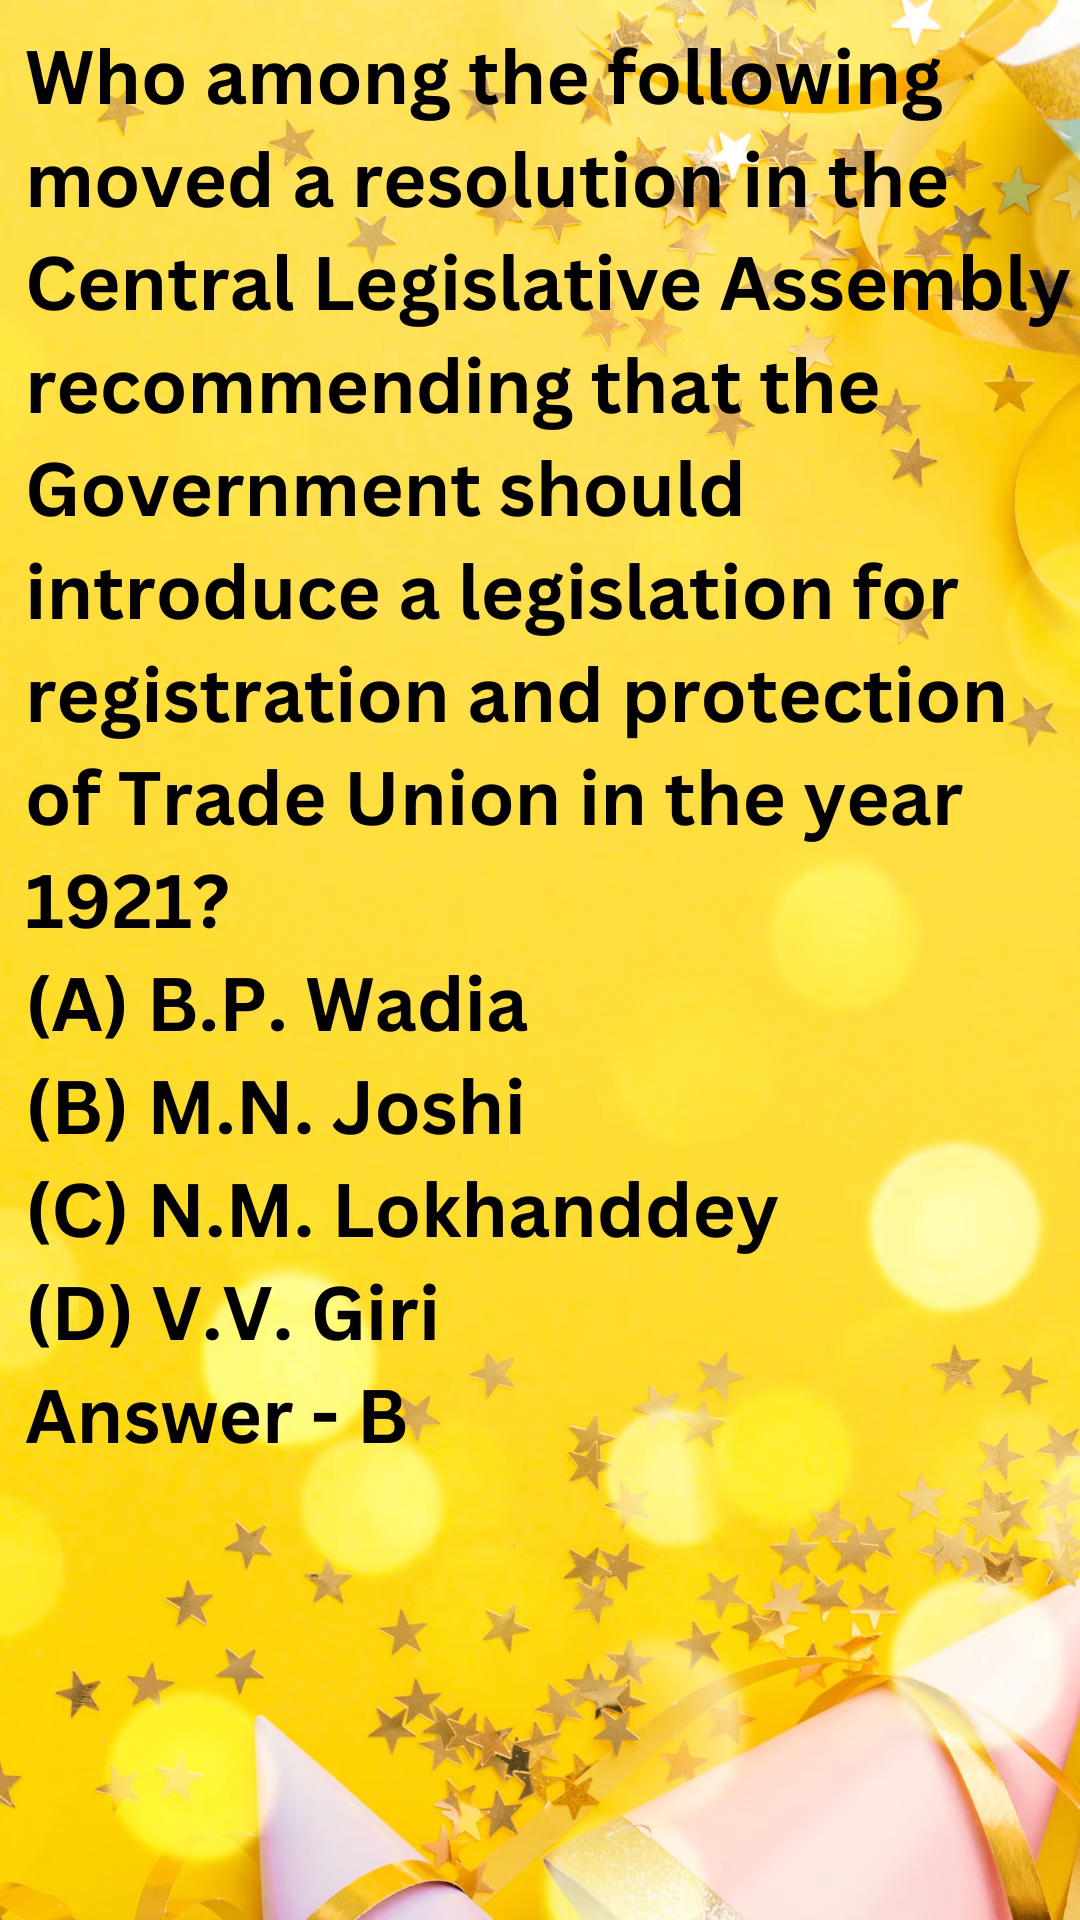 Who among the following
moved a resolution in the
Central Legislative Assembly
recommending that the
Government should
introduce a legislation for
registration and protection
of Trade Union in the year
1921?
(A) B.P. Wadia
(B) M.N. Joshi
(C) N.M. Lokhanddey
(D) V.V. Giri
Answer - B